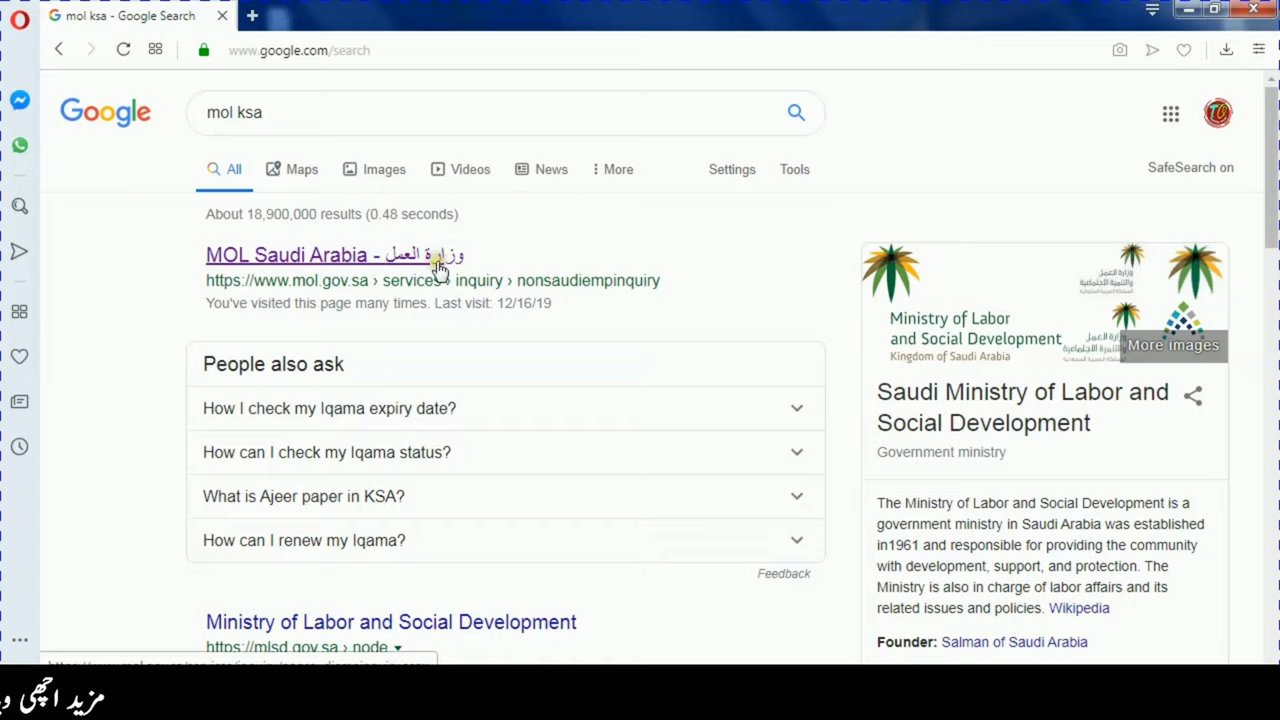 mol ksa - Google Search
www.google.com/search
Google
mol ksa
All
Maps
Images
Videos
News
More
Settings
Tools
SafeSearch on
About 18,900,000 results (0.48 seconds)
MOL Saudi Arabia - وزارة العمل
https://www.mol.gov.sa › services › inquiry › nonsaudiempinquiry
You've visited this page many times. Last visit: 12/16/19
People also ask
How I check my Iqama expiry date?
How can I check my Iqama status?
What is Ajeer paper in KSA?
How can I renew my Iqama?
Feedback
Ministry of Labor and Social Development
https://mlsd.gov.sa › node
Ministry of Labor
and Social Development
Kingdom of Saudi Arabia
وزارة العمل
والتنمية الاجتماعية
وزارة العمل
والتنمية الاجتماعية
More images
Saudi Ministry of Labor and
Social Development
Government ministry
The Ministry of Labor and Social Development is a
government ministry in Saudi Arabia was established
in1961 and responsible for providing the community
with development, support, and protection. The
Ministry is also in charge of labor affairs and its
related issues and policies. Wikipedia
Founder: Salman of Saudi Arabia
مزید اچھی